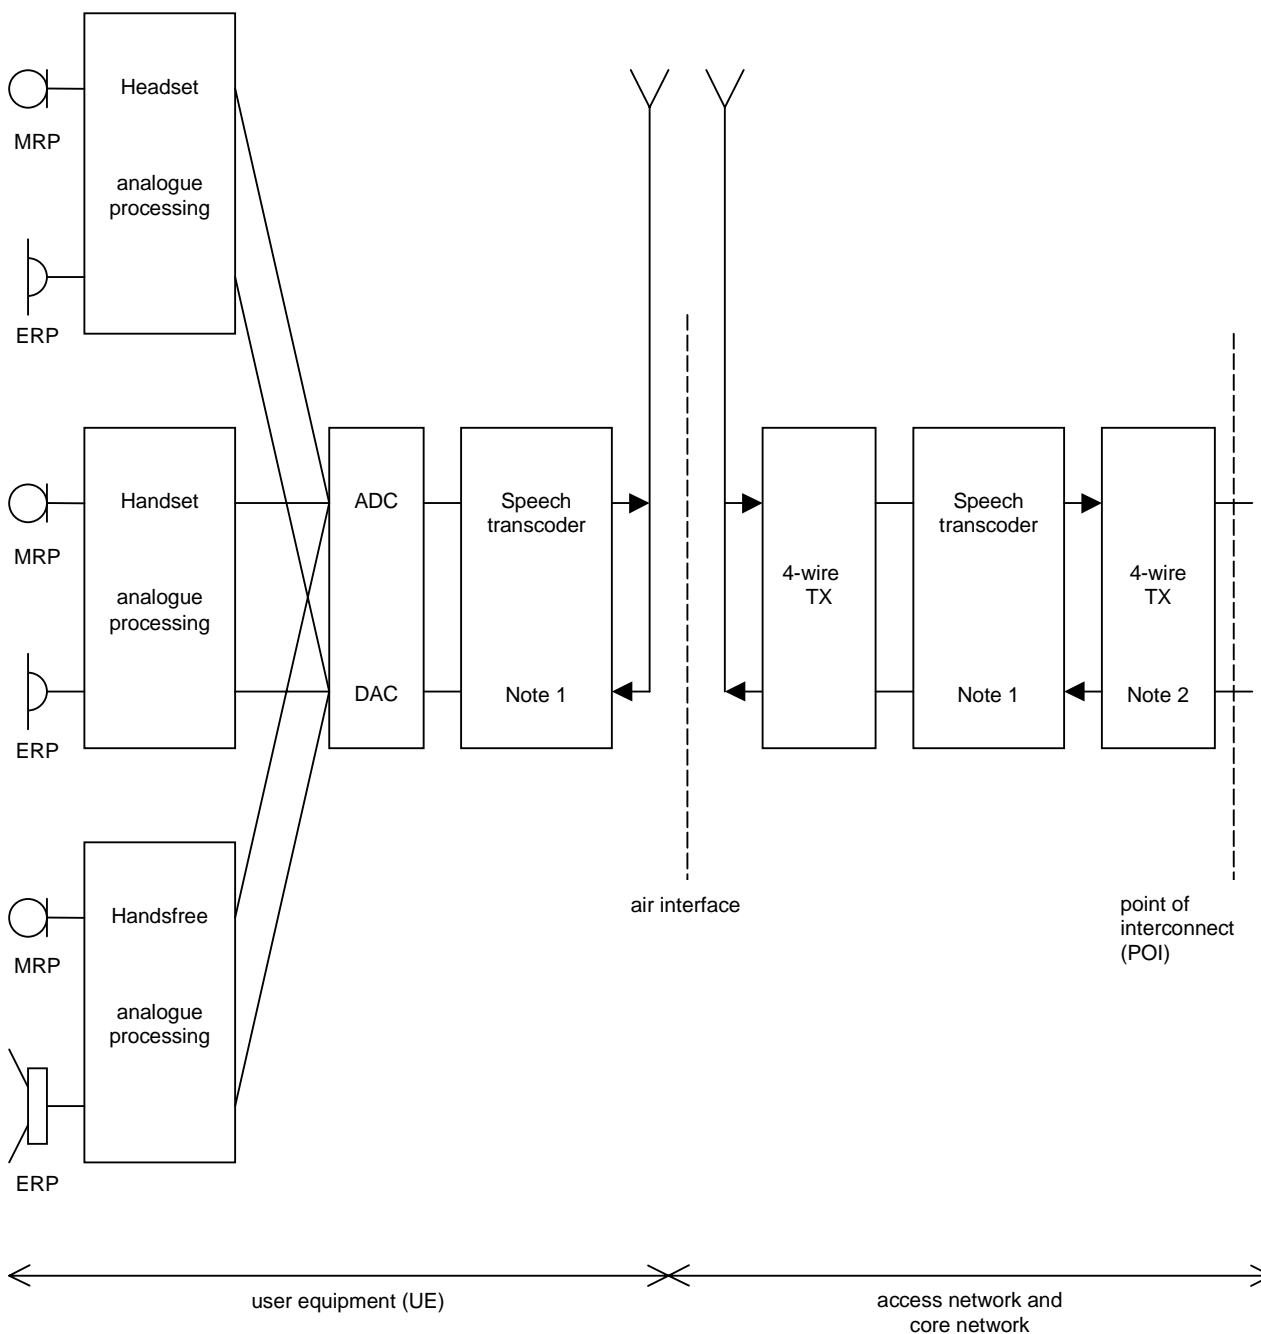 Headset
MRP
analogue
processing
ERP
Handset
MRP
analogue
processing
ERP
ADC
DAC
Speech
transcoder
Note 1
4-wire
TX
Speech
transcoder
Note 1
4-wire
TX
Note 2
Handsfree
MRP
analogue
processing
ERP
air interface
point of
interconnect
(POI)
user equipment (UE)
access network and
core network